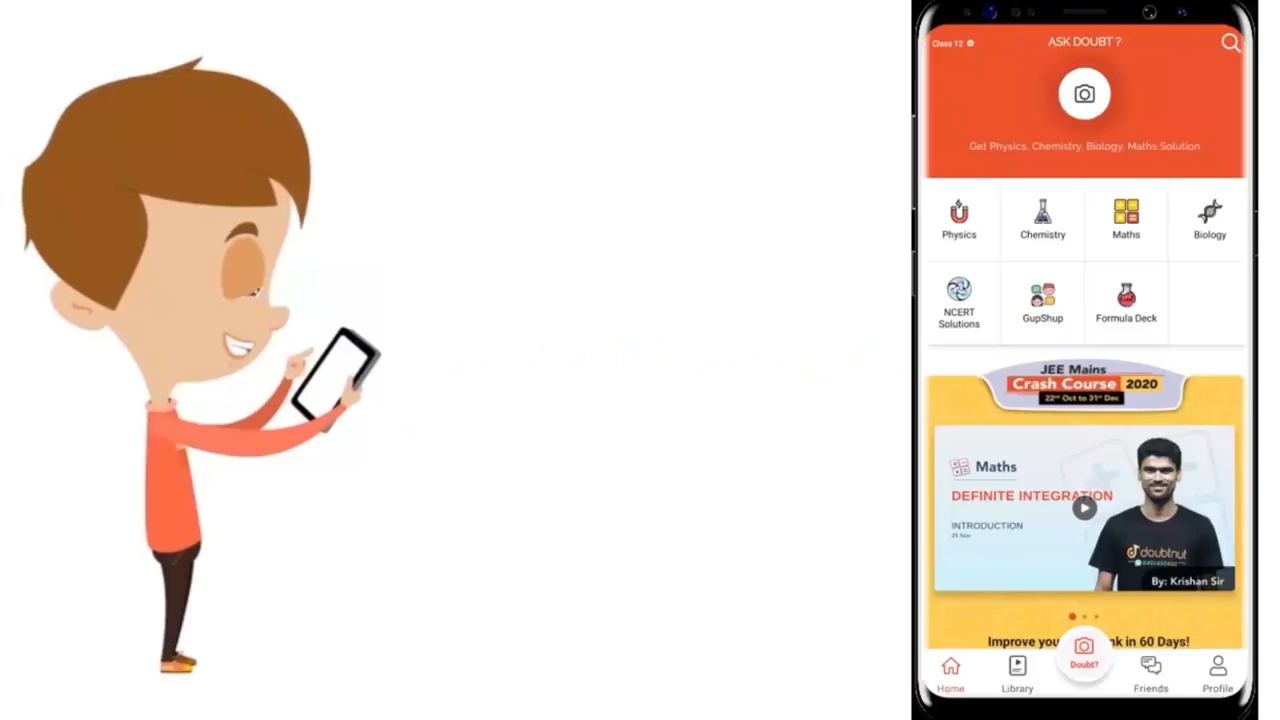 Class 12
ASK DOUBT ?
Get Physics, Chemistry, Biology, Maths Solution
Physics
Chemistry
Maths
Biology
NCERT
Solutions
GupShup
Formula Deck
JEE Mains
Crash Course 2020
22nd Oct to 31st Dec
Maths
DEFINITE INTEGRATION
INTRODUCTION
doubtnut
By: Krishan Sir
Improve you nk in 60 Days!
Doubt?
Home
Library
Friends
Profile